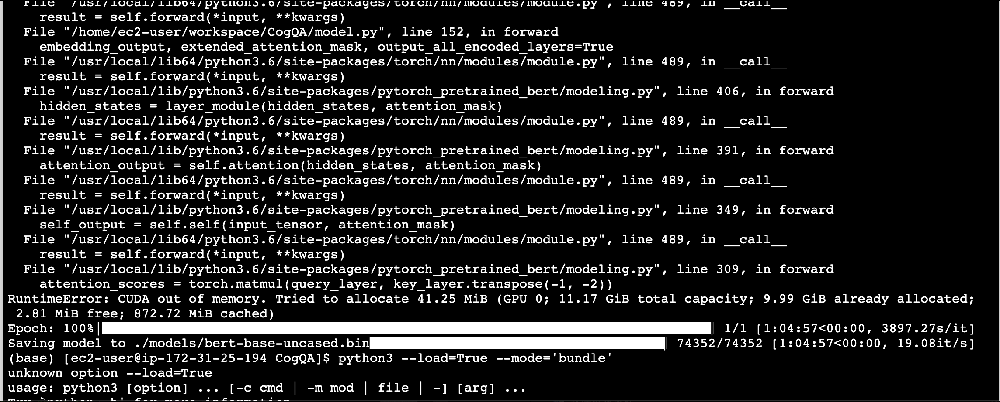 File "/usr/local/lib64/python3.6/site-packages/torch/nn/modules/module.py", line 489, in __call__
result = self.forward(*input, **kwargs)
File "/home/ec2-user/workspace/CogQA/model.py", line 152, in forward
embedding_output, extended_attention_mask, output_all_encoded_layers=True
File "/usr/local/lib64/python3.6/site-packages/torch/nn/modules/module.py", line 489, in __call__
result = self.forward(*input, **kwargs)
File "/usr/local/lib/python3.6/site-packages/pytorch_pretrained_bert/modeling.py", line 406, in forward
hidden_states = layer_module(hidden_states, attention_mask)
File "/usr/local/lib64/python3.6/site-packages/torch/nn/modules/module.py", line 489, in __call__
result = self.forward(*input, **kwargs)
File "/usr/local/lib/python3.6/site-packages/pytorch_pretrained_bert/modeling.py", line 391, in forward
attention_output = self.attention(hidden_states, attention_mask)
File "/usr/local/lib64/python3.6/site-packages/torch/nn/modules/module.py", line 489, in __call__
result = self.forward(*input, **kwargs)
File "/usr/local/lib/python3.6/site-packages/pytorch_pretrained_bert/modeling.py", line 349, in forward
self_output = self.self(input_tensor, attention_mask)
File "/usr/local/lib64/python3.6/site-packages/torch/nn/modules/module.py", line 489, in __call__
result = self.forward(*input, **kwargs)
File "/usr/local/lib/python3.6/site-packages/pytorch_pretrained_bert/modeling.py", line 309, in forward
attention_scores = torch.matmul(query_layer, key_layer.transpose(-1, -2))
RuntimeError: CUDA out of memory. Tried to allocate 41.25 MiB (GPU 0; 11.17 GiB total capacity; 9.99 GiB already allocated;
2.81 MiB free; 872.72 MiB cached)
Epoch: 100%| | 1/1 [1:04:57<00:00, 3897.27s/it]
Saving model to ./models/bert-base-uncased.bin | 74352/74352 [1:04:57<00:00, 19.08it/s]
(base) [ec2-user@ip-172-31-25-194 CogQA]$ python3 --load=True --mode='bundle'
unknown option --load=True
usage: python3 [option] ... [-c cmd | -m mod | file | -] [arg] ...
Try `python -h' for more information